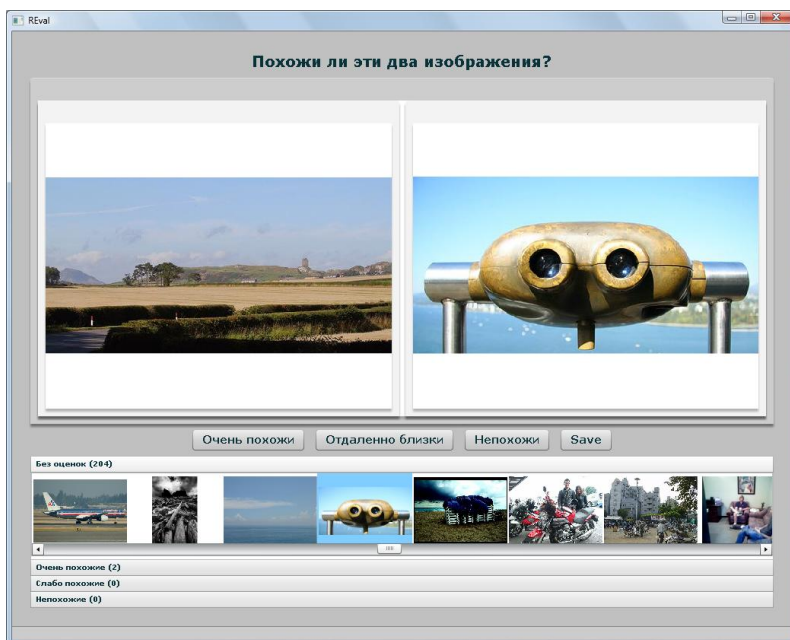 REval
Похожи ли эти два изображения?
Очень похожи
Отдаленно близки
Непохожи
Save
Без оценок (204)
Очень похожие (2)
Слабо похожие (0)
Непохожие (0)